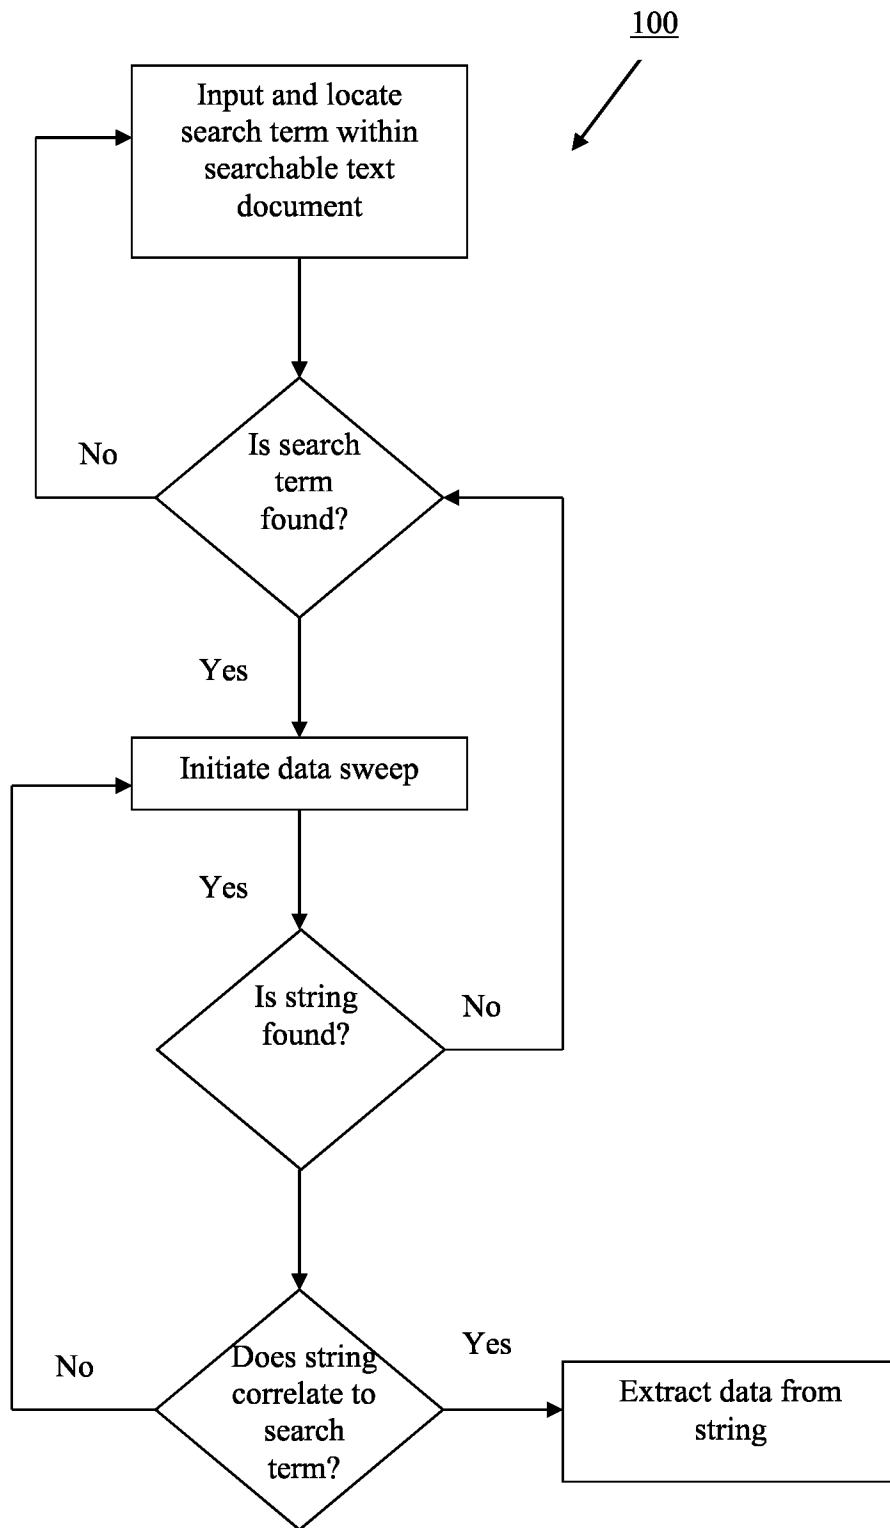 100
Input and locate
search term within
searchable text
document
No
Is search
term
found?
Yes
Initiate data sweep
Yes
Is string
found?
No
No
Does string
correlate to
search
term?
Yes
Extract data from
string